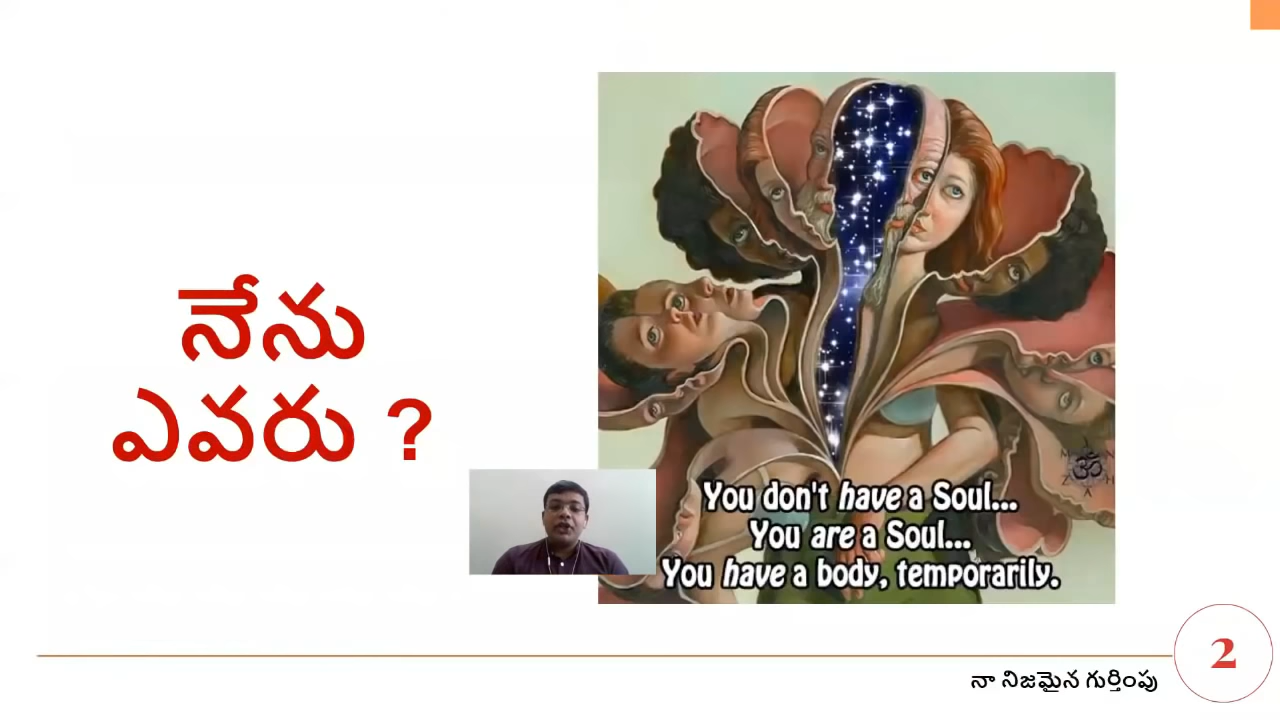 నేను
ఎవరు ?
You don't have a Soul...
You are a Soul...
You have a body, temporarily.
నా నిజమైన గుర్తింపు
2